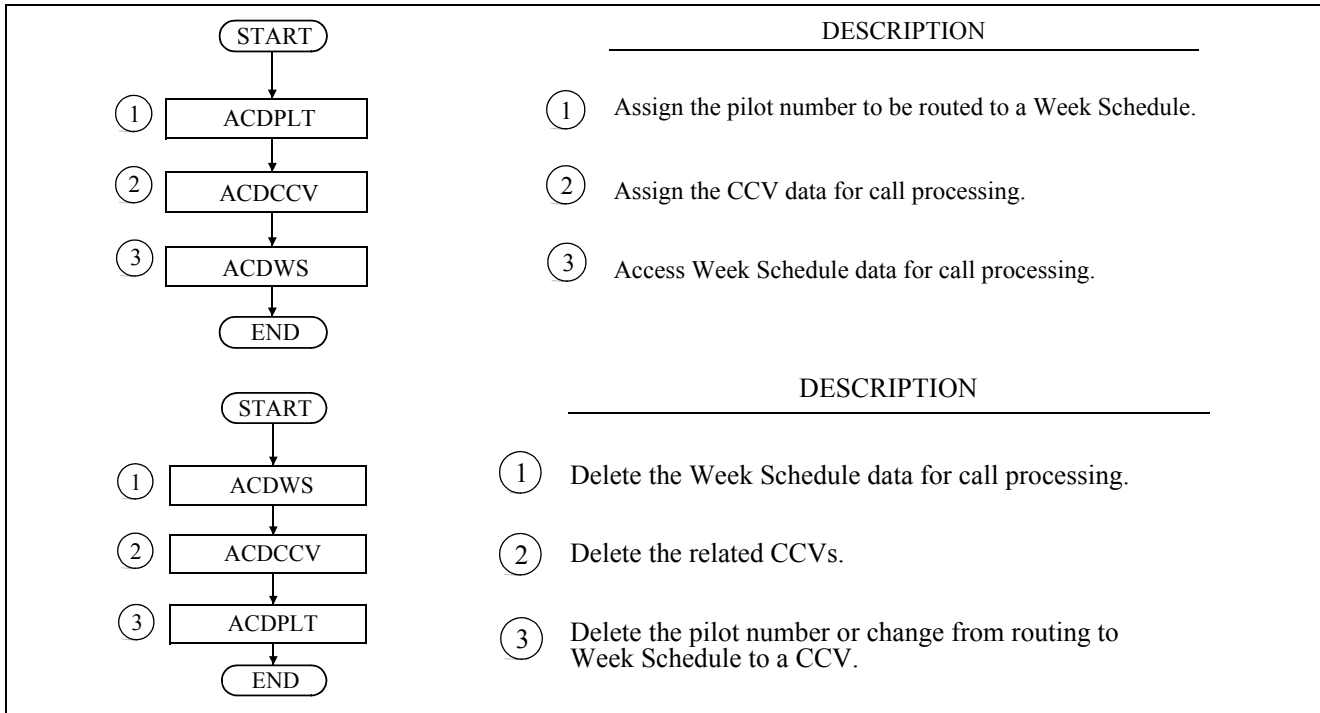 START
DESCRIPTION
1 ACDPLT
1 Assign the pilot number to be routed to a Week Schedule.
2 ACDCCV
2 Assign the CCV data for call processing.
3 ACDWS
3 Access Week Schedule data for call processing.
END
START
DESCRIPTION
1 ACDWS
1 Delete the Week Schedule data for call processing.
2 ACDCCV
2 Delete the related CCVs.
3 ACDPLT
3 Delete the pilot number or change from routing to
Week Schedule to a CCV.
END